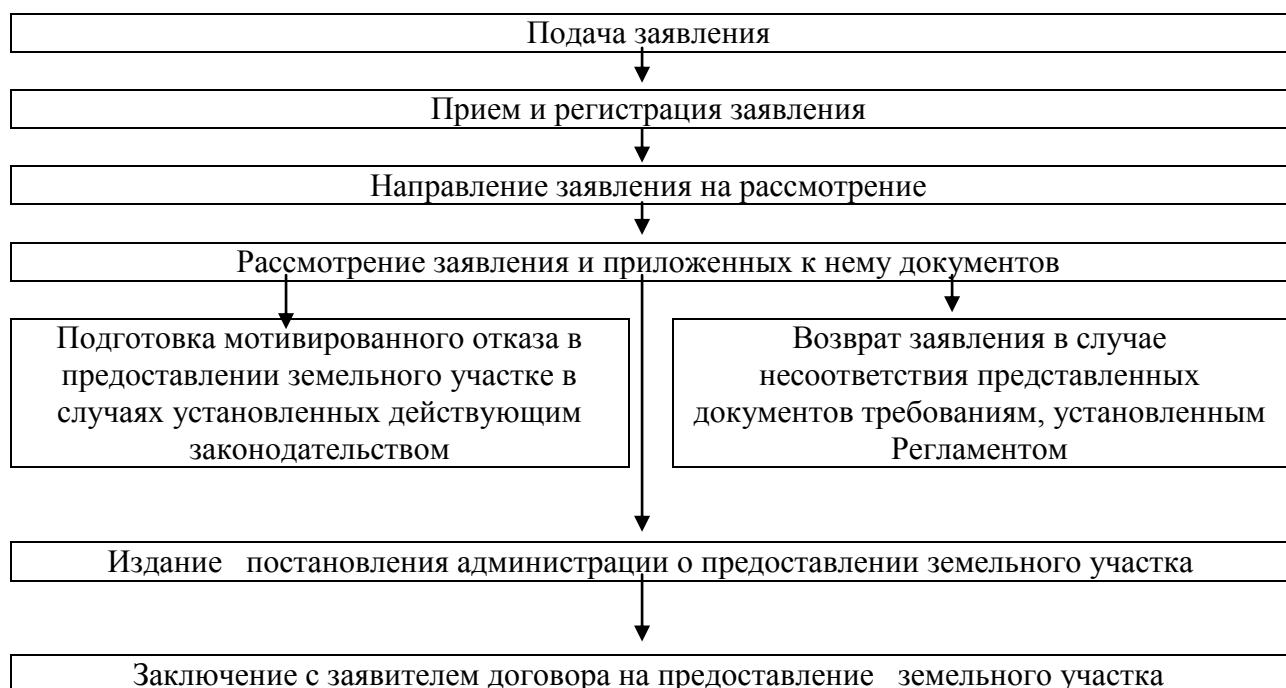 Подача заявления
Прием и регистрация заявления
Направление заявления на рассмотрение
Рассмотрение заявления и приложенных к нему документов
Подготовка мотивированного отказа в
предоставлении земельного участке в
случаях установленных действующим
законодательством
Возврат заявления в случае
несоответствия представленных
документов требованиям, установленным
Регламентом
Издание постановления администрации о предоставлении земельного участка
Заключение с заявителем договора на предоставление земельного участка